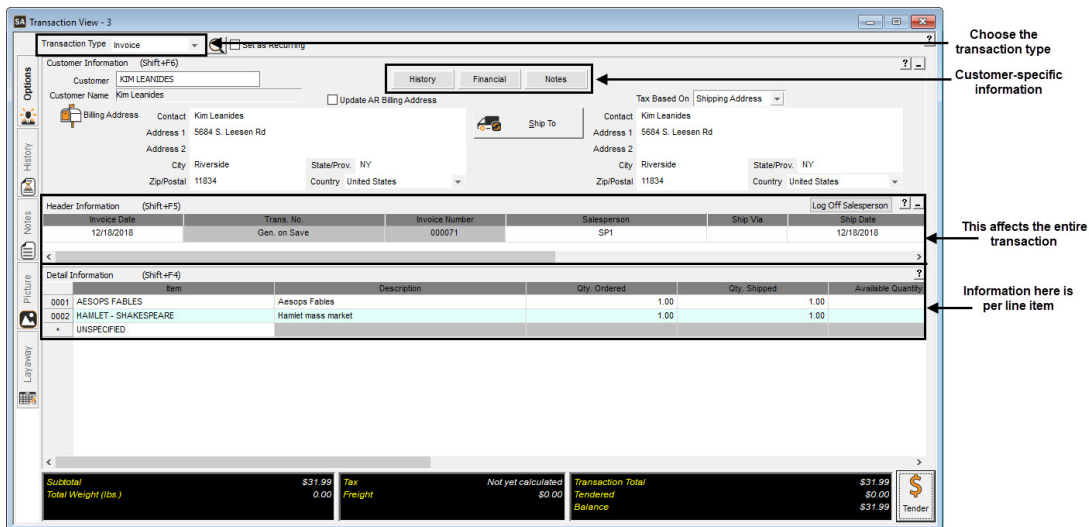 SA Transaction View - 3
Transaction Type Invoice Set as Recurring ?
Choose the
transaction type
Customer Information (Shift+F6) ? _
Customer KIM LEANIDES History Financial Notes
Customer-specific
information
Customer Name Kim Leanides Update AR Billing Address Tax Based On Shipping Address
Billing Address Contact Kim Leanides Ship To Contact Kim Leanides
Address 1 5684 S. Leesen Rd Address 1 5684 S. Leesen Rd
Address 2 Address 2
City Riverside State/Prov. NY City Riverside State/Prov. NY
Zip/Postal 11834 Country United States Zip/Postal 11834 Country United States
Options
History
Notes
Picture
Layaway
Header Information (Shift+F5) Log Off Salesperson ? _
Invoice Date Trans. No. Invoice Number Salesperson Ship Via Ship Date
12/18/2018 Gen. on Save 000071 SP1 12/18/2018
This affects the entire
transaction
Detail Information (Shift+F4) ?
Item Description Qty. Ordered Qty. Shipped Available Quantity
0001 AESOPS FABLES Aesops Fables 1.00 1.00
0002 HAMLET - SHAKESPEARE Hamlet mass market 1.00 1.00
* UNSPECIFIED
Information here is
per line item
Subtotal $31.99 Tax Not yet calculated Transaction Total $31.99
Total Weight (lbs.) 0.00 Freight $0.00 Tendered $0.00
Balance $31.99
$ Tender